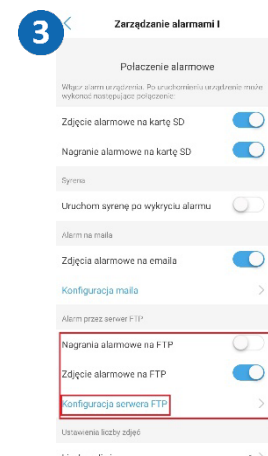 3
Zarządzanie alarmami I
Połaczenie alarmowe
Włącz alarm urządzenia. Po uruchomieniu urządzenie może
wykonać następujące połączenie:
Zdjęcie alarmowe na kartę SD
Nagranie alarmowe na kartę SD
Syrena
Uruchom syrenę po wykryciu alarmu
Alarm na maila
Zdjęcia alarmowe na emaila
Konfiguracja maila
Alarm przez serwer FTP
Nagrania alarmowe na FTP
Zdjęcie alarmowe na FTP
Konfiguracja serwera FTP
Ustawienia liczby zdjęć